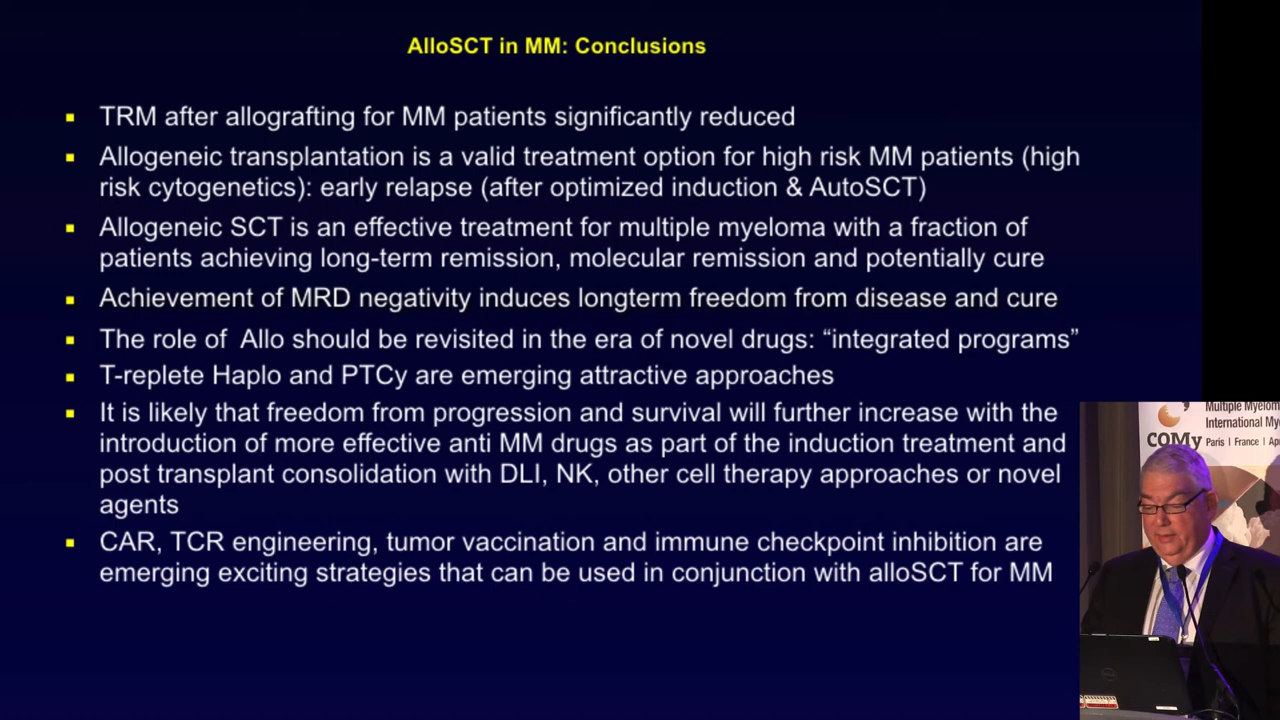 AlloSCT in MM: Conclusions
TRM after allografting for MM patients significantly reduced
Allogeneic transplantation is a valid treatment option for high risk MM patients (high
risk cytogenetics): early relapse (after optimized induction & AutoSCT)
Allogeneic SCT is an effective treatment for multiple myeloma with a fraction of
patients achieving long-term remission, molecular remission and potentially cure
Achievement of MRD negativity induces longterm freedom from disease and cure
The role of Allo should be revisited in the era of novel drugs: “integrated programs”
T-replete Haplo and PTCy are emerging attractive approaches
It is likely that freedom from progression and survival will further increase with the
introduction of more effective anti MM drugs as part of the induction treatment and
post transplant consolidation with DLI, NK, other cell therapy approaches or novel
agents
CAR, TCR engineering, tumor vaccination and immune checkpoint inhibition are
emerging exciting strategies that can be used in conjunction with alloSCT for MM
Multiple
International
COMy
Paris | France |
DELL